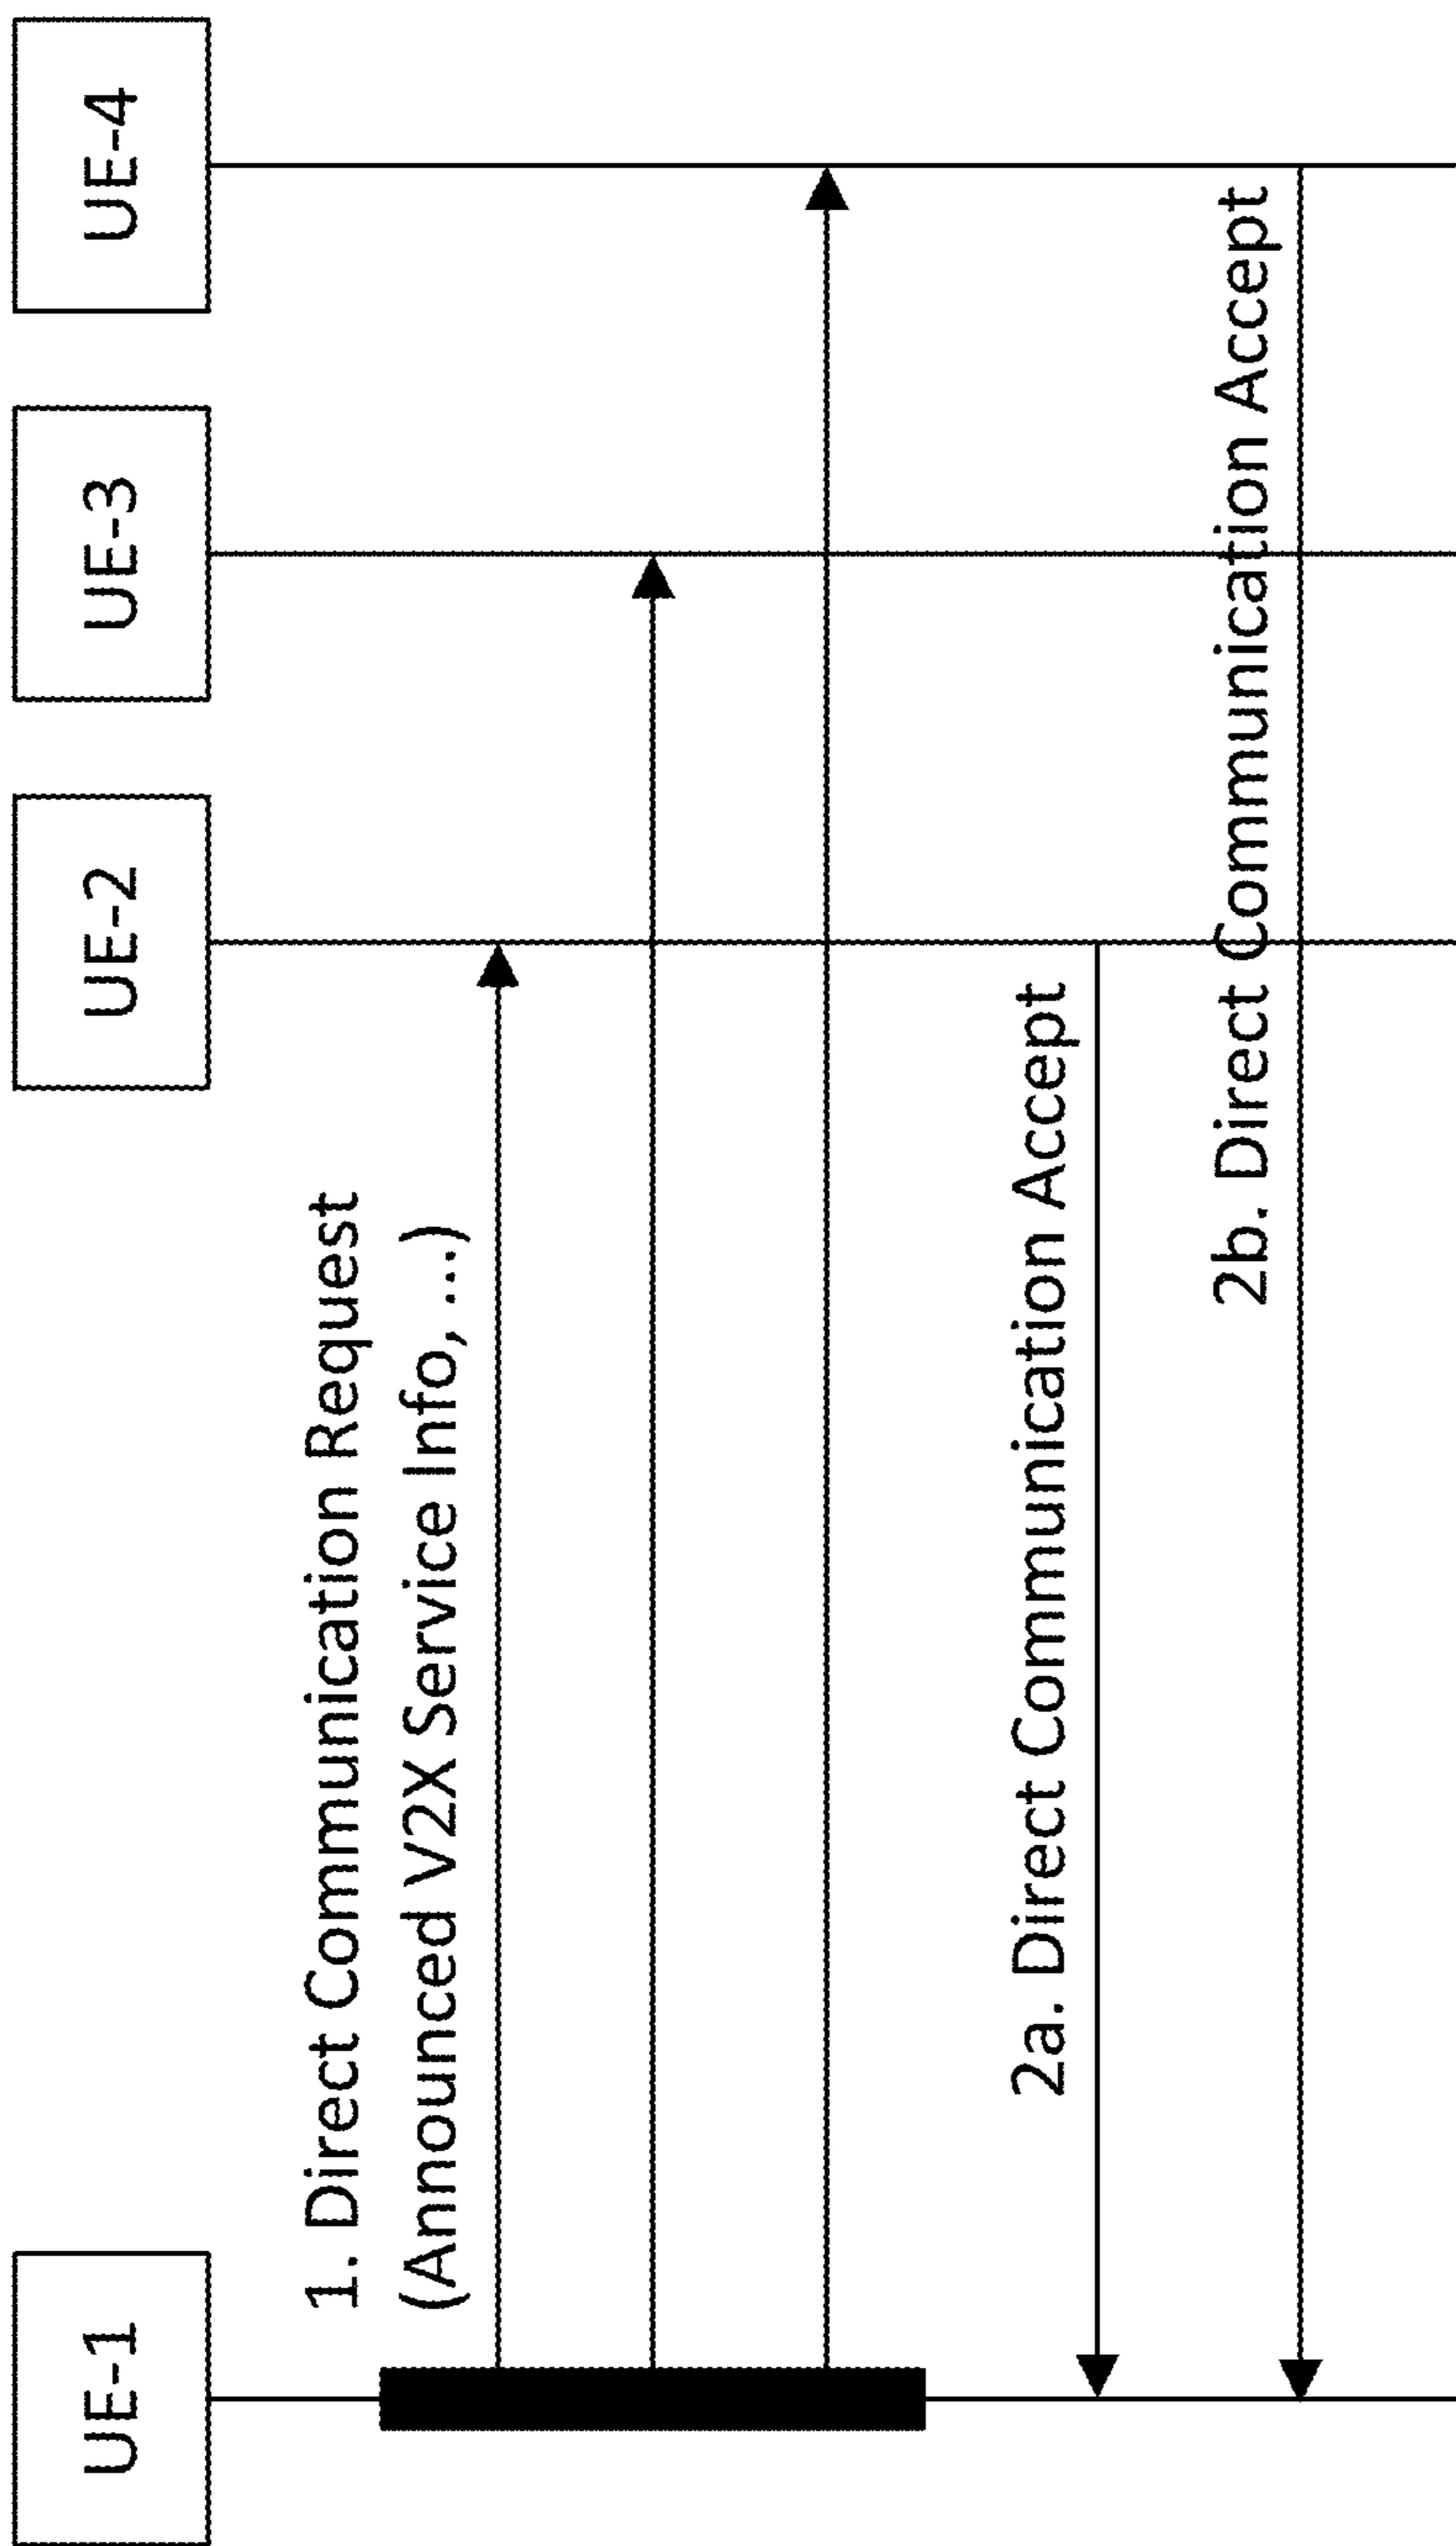 UE-1
UE-2
UE-3
UE-4
1. Direct Communication Request
(Announced V2X Service Info, ...)
2a. Direct Communication Accept
2b. Direct Communication Accept